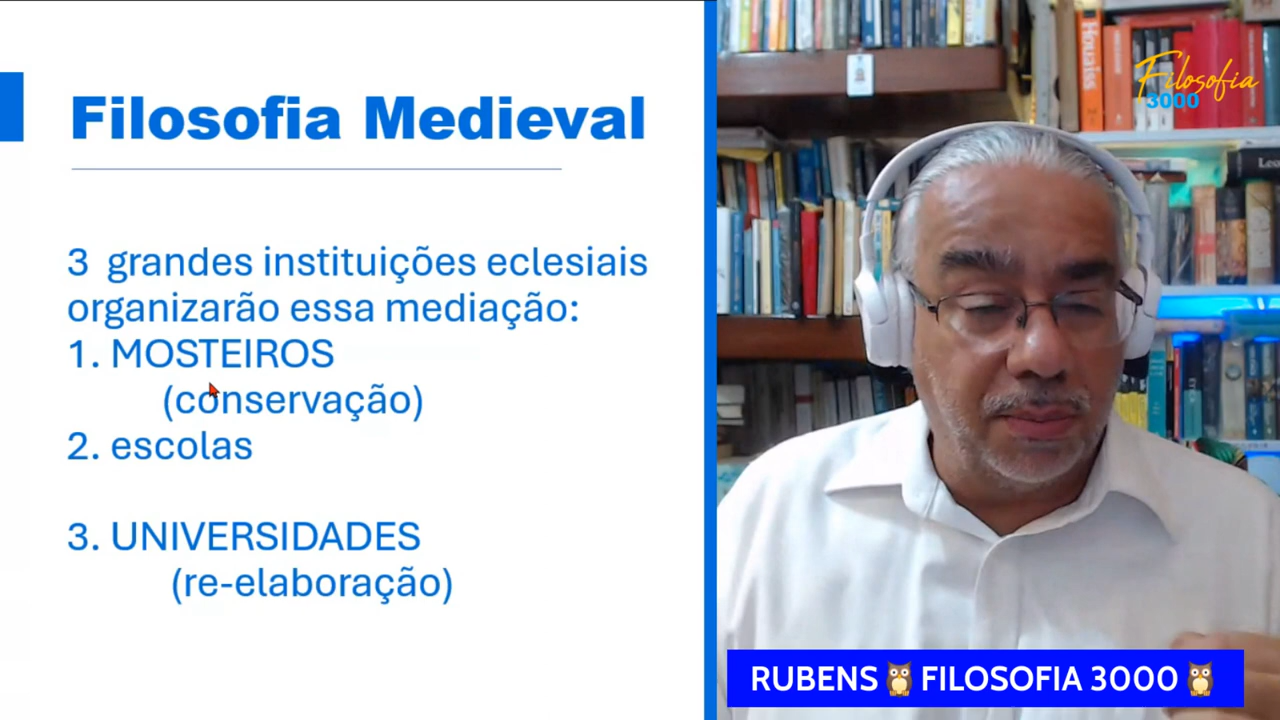 Filosofia Medieval
3 grandes instituições eclesiais
organizarão essa mediação:
1. MOSTEIROS
(conservação)
2. escolas
3. UNIVERSIDADES
(re-elaboração)
Houaiss
Filosofia
3000
RUBENS🦉FILOSOFIA 3000🦉